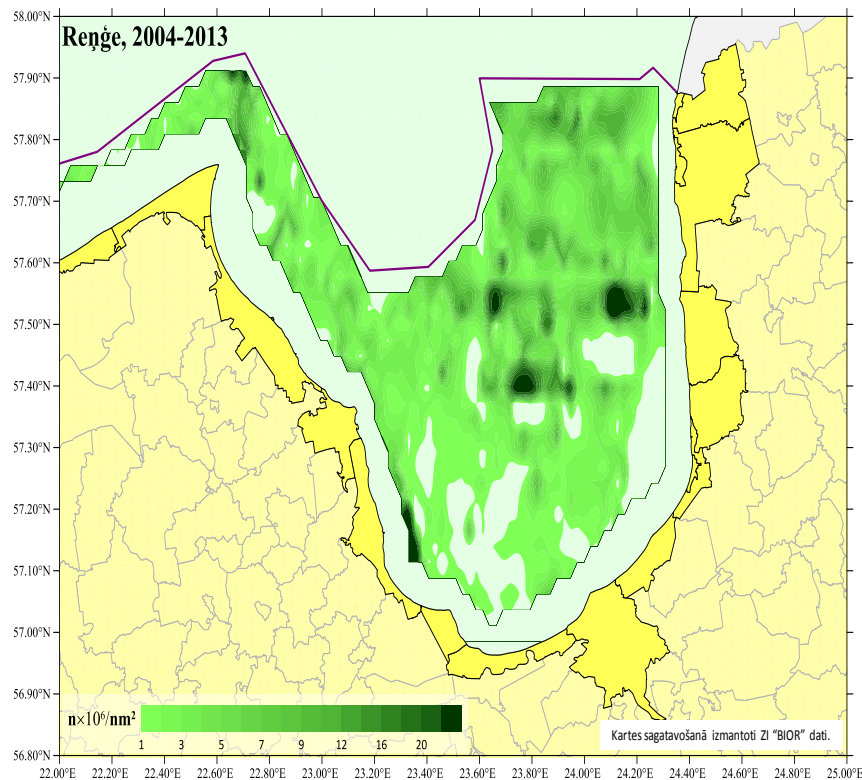 58.00°N
Reņģe, 2004-2013
57.90°N
57.80°N
57.70°N
57.60°N
57.50°N
57.40°N
57.30°N
57.20°N
57.10°N
57.00°N
56.90°N
n×10⁶/nm²
1 3 5 7 9 12 16 20
Kartes sagatavošanā izmantoti ZI “BIOR” dati.
56.80°N
22.00°E 22.20°E 22.40°E 22.60°E 22.80°E 23.00°E 23.20°E 23.40°E 23.60°E 23.80°E 24.00°E 24.20°E 24.40°E 24.60°E 24.80°E 25.00°E